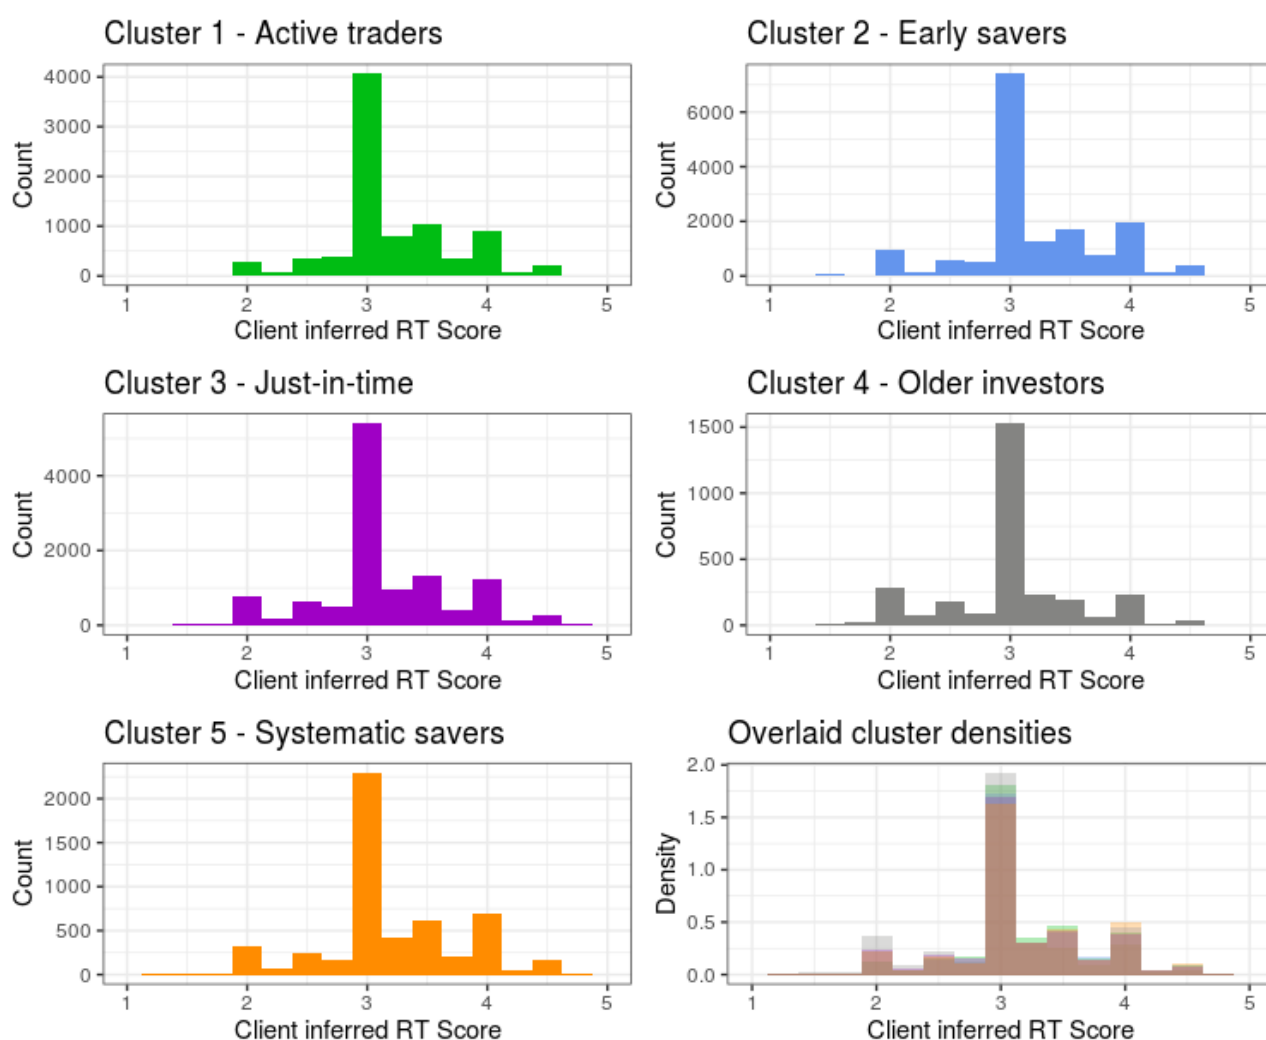 Cluster 1 - Active traders
Count
4000
3000
2000
1000
0
1 2 3 4 5
Client inferred RT Score
Cluster 2 - Early savers
Count
6000
4000
2000
0
1 2 3 4 5
Client inferred RT Score
Cluster 3 - Just-in-time
Count
4000
2000
0
1 2 3 4 5
Client inferred RT Score
Cluster 4 - Older investors
Count
1500
1000
500
0
1 2 3 4 5
Client inferred RT Score
Cluster 5 - Systematic savers
Count
2000
1500
1000
500
0
1 2 3 4 5
Client inferred RT Score
Overlaid cluster densities
Density
2.0
1.5
1.0
0.5
0.0
1 2 3 4 5
Client inferred RT Score